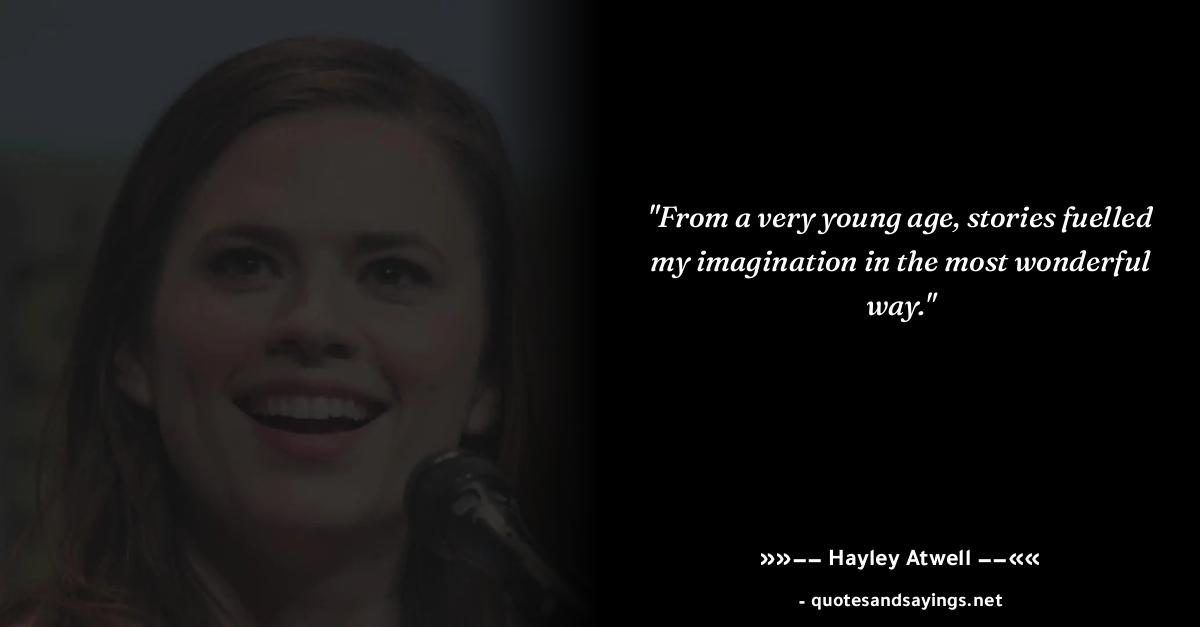 "From a very young age, stories fuelled
my imagination in the most wonderful
way."
»»−− Hayley Atwell −−««
- quotesandsayings.net